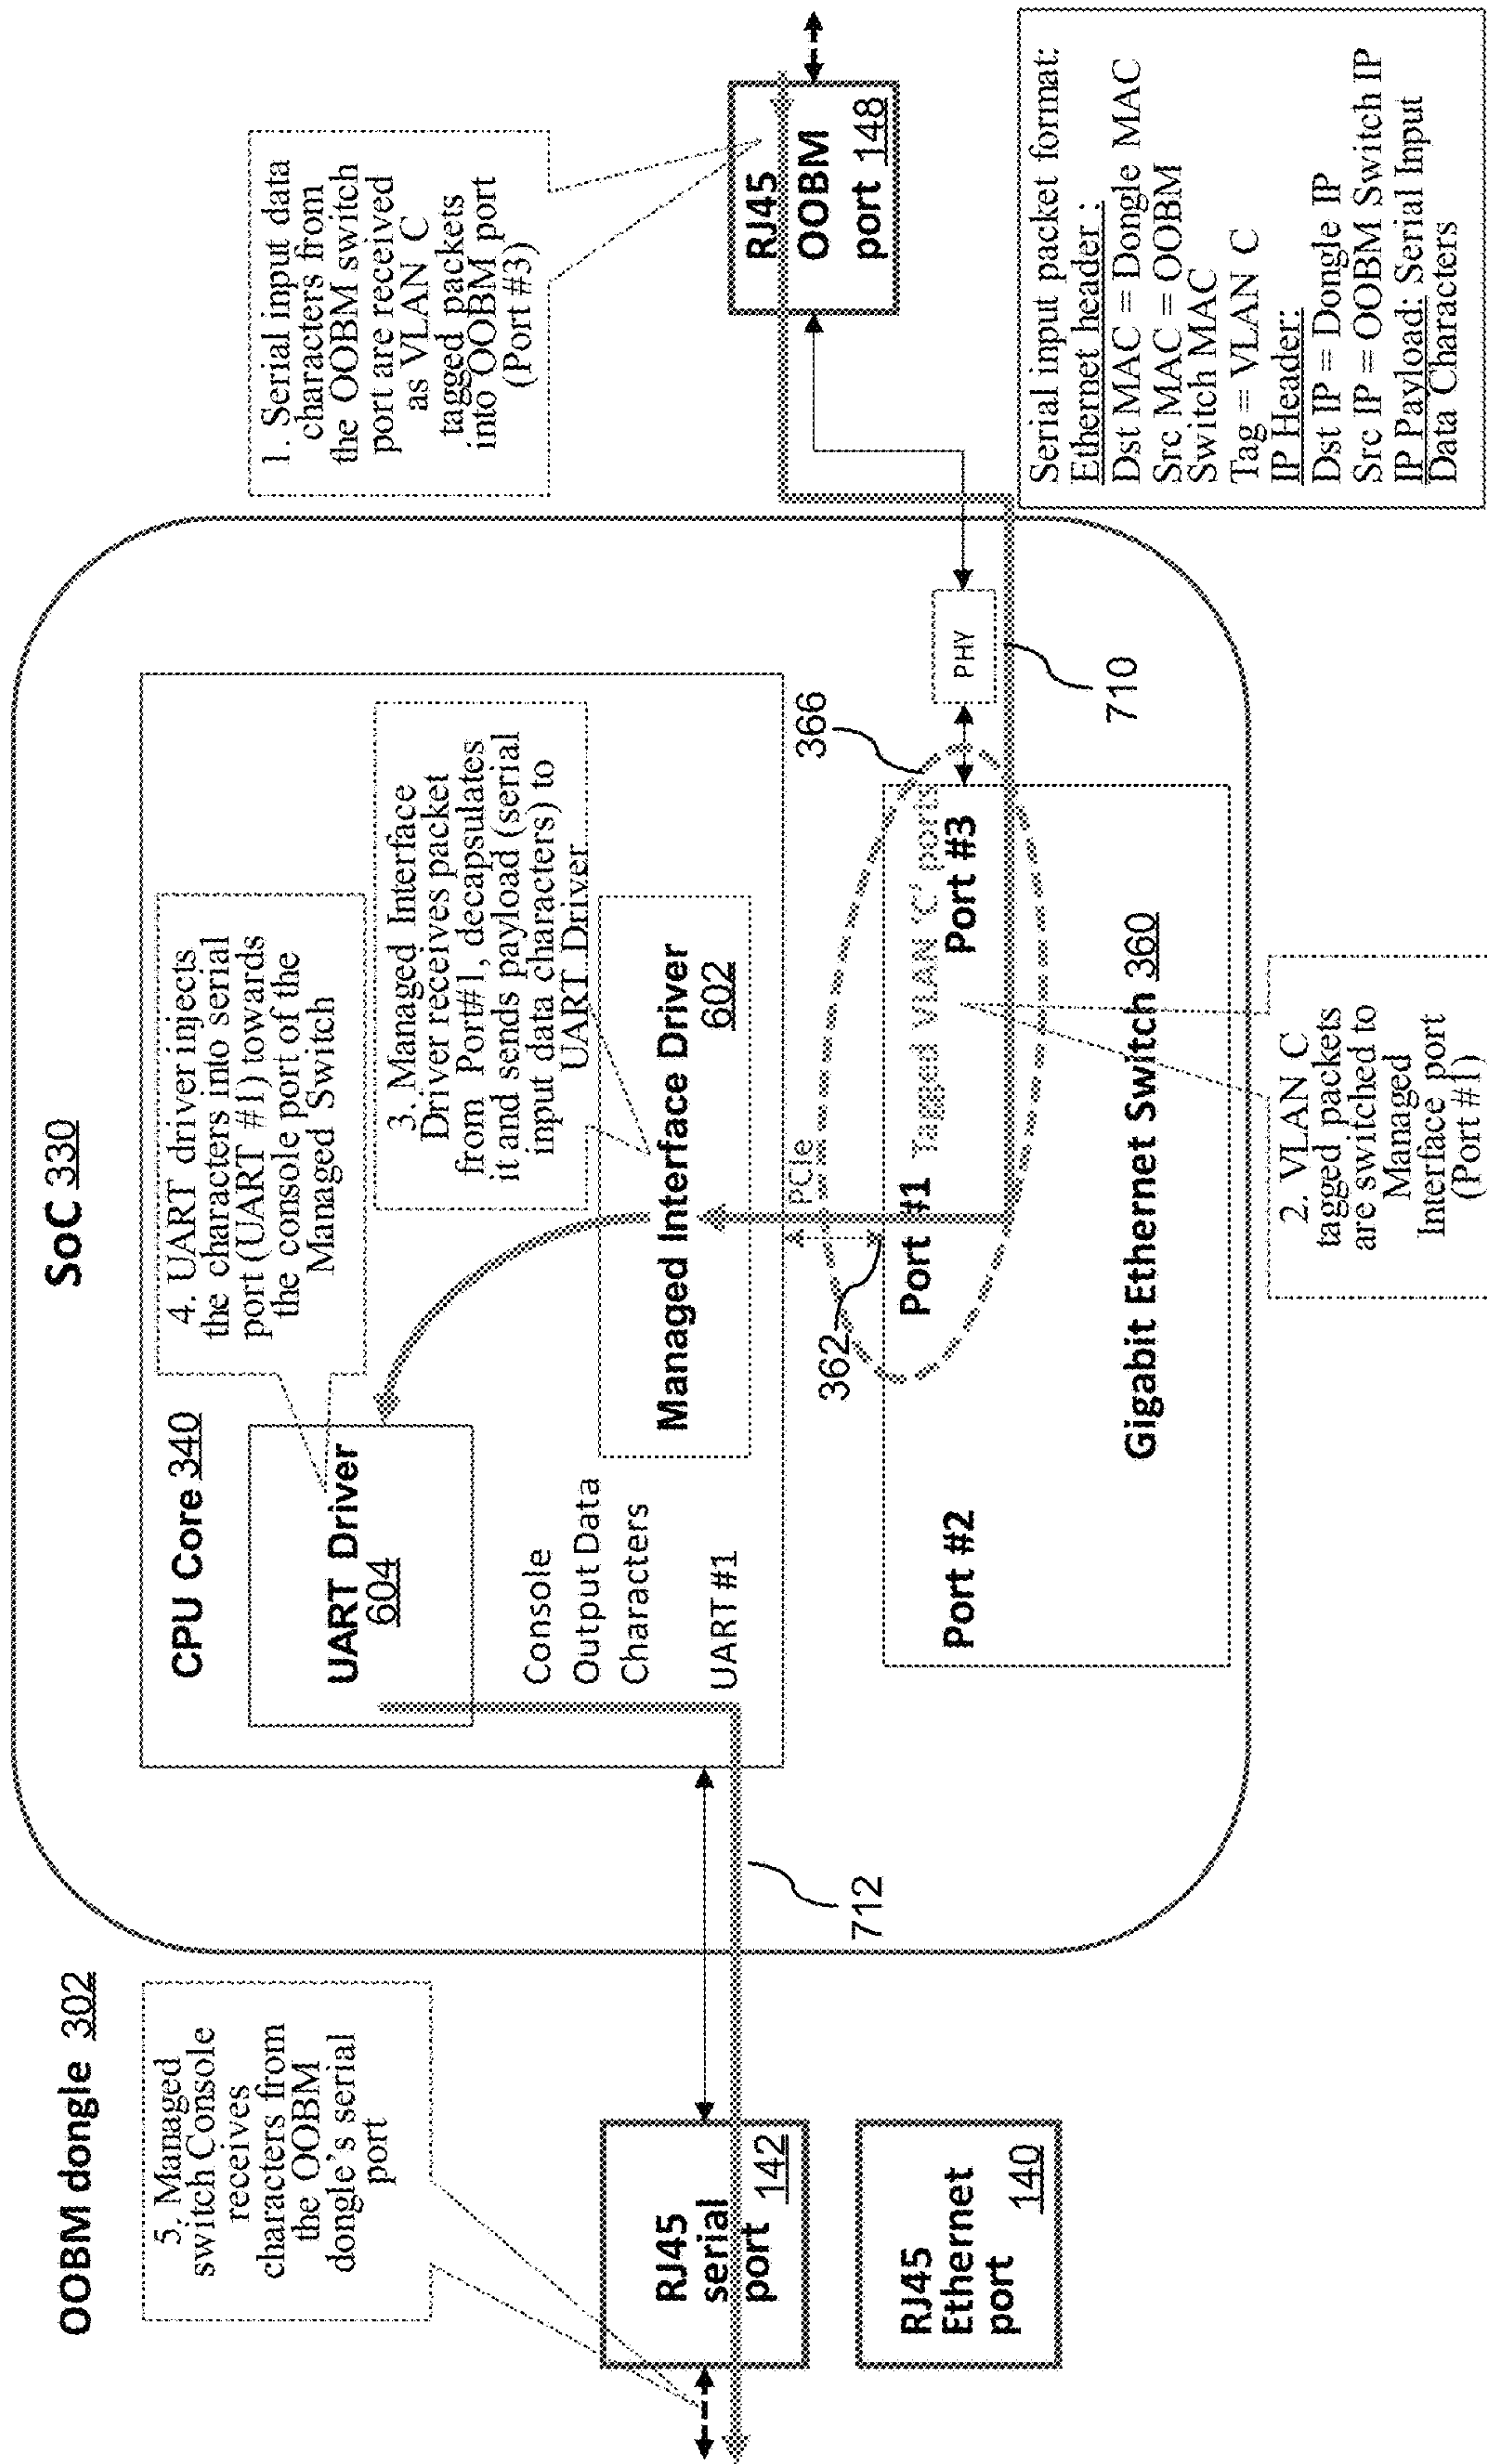 SoC 330
OOBM dongle 302
5. Managed
switch Console
receives
characters from
the OOBM
dongle's serial
port
RJ45
serial
port 142
RJ45
Ethernet
port
140
712
CPU Core 340
UART Driver
604
4. UART driver injects
the characters into serial
port (UART #1) towards
the console port of the
Managed Switch
3. Managed Interface
Driver receives packet
from Port#1, decapsulates
it and sends payload (serial
input data characters) to
UART Driver
Console
Output Data
Characters
UART #1
Managed Interface Driver
602
PCIe
362
366
Port #1
Tagged VLAN 'C' ports
Port #3
Port #2
Gigabit Ethernet Switch 360
PHY
710
2. VLAN C
tagged packets
are switched to
Managed
Interface port
(Port #1)
1. Serial input data
characters from
the OOBM switch
port are received
as VLAN C
tagged packets
into OOBM port
(Port #3)
RJ45
OOBM
port 148
Serial input packet format:
Ethernet header :
Dst MAC = Dongle MAC
Src MAC = OOBM
Switch MAC
Tag = VLAN C
IP Header:
Dst IP = Dongle IP
Src IP = OOBM Switch IP
IP Payload: Serial Input
Data Characters